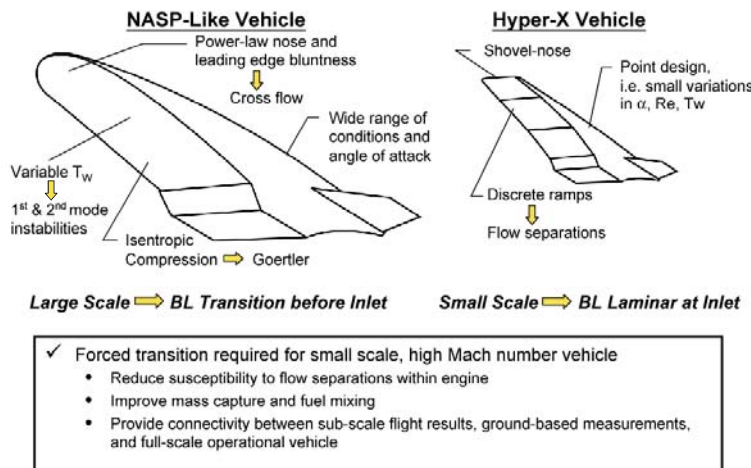 NASP-Like Vehicle
Power-law nose and
leading edge bluntness
Cross flow
Wide range of
conditions and
angle of attack
Variable Tw
1st & 2nd mode
instabilities
Isentropic
Compression
Goertler
Large Scale
BL Transition before Inlet
Hyper-X Vehicle
Shovel-nose
Point design,
i.e. small variations
in α, Re, Tw
Discrete ramps
Flow separations
Small Scale
BL Laminar at Inlet
✓ Forced transition required for small scale, high Mach number vehicle
• Reduce susceptibility to flow separations within engine
• Improve mass capture and fuel mixing
• Provide connectivity between sub-scale flight results, ground-based measurements,
and full-scale operational vehicle